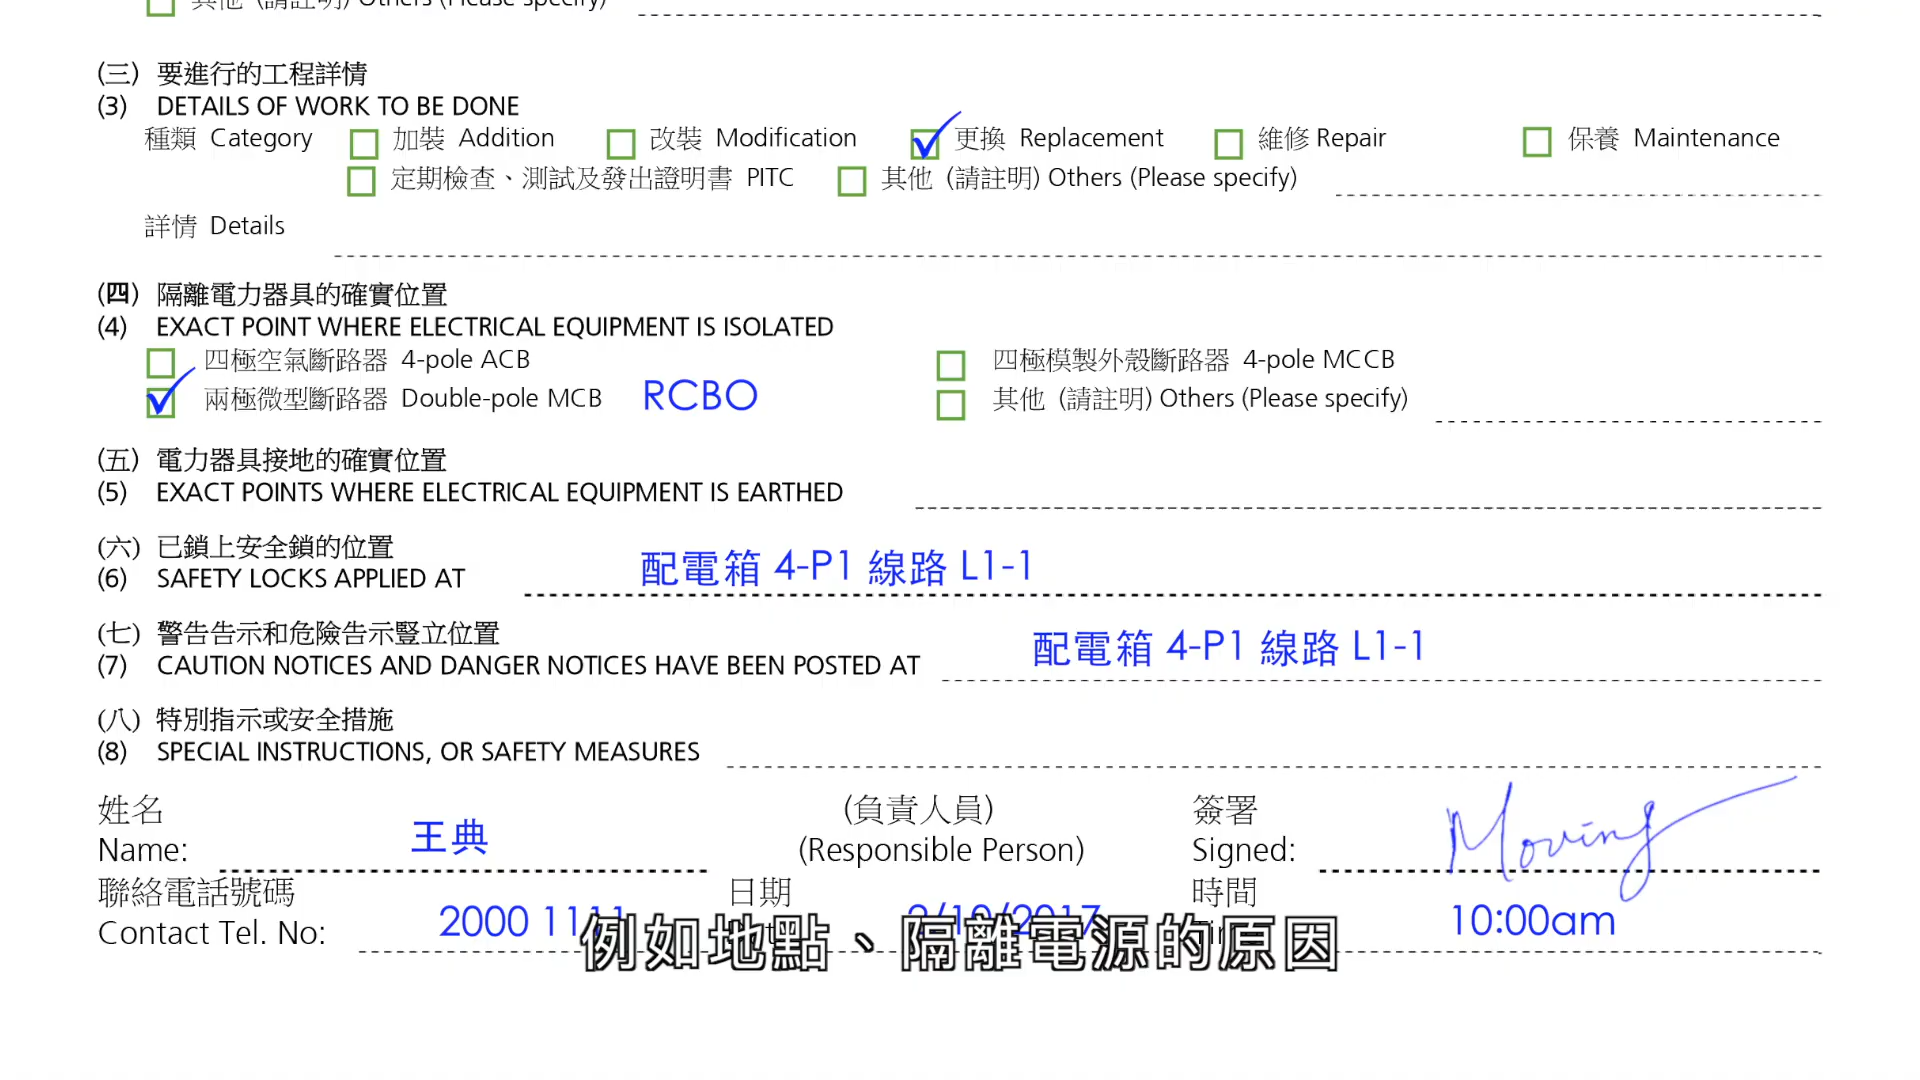 其他 (請註明) Others (Please specify)
(三) 要進行的工程詳情
(3) DETAILS OF WORK TO BE DONE
種類 Category 加裝 Addition 改裝 Modification 更換 Replacement 維修 Repair 保養 Maintenance
定期檢查、測試及發出證明書 PITC 其他 (請註明) Others (Please specify)
詳情 Details
(四) 隔離電力器具的確實位置
(4) EXACT POINT WHERE ELECTRICAL EQUIPMENT IS ISOLATED
四極空氣斷路器 4-pole ACB 四極模製外殼斷路器 4-pole MCCB
兩極微型斷路器 Double-pole MCB RCBO 其他 (請註明) Others (Please specify)
(五) 電力器具接地的確實位置
(5) EXACT POINTS WHERE ELECTRICAL EQUIPMENT IS EARTHED
(六) 已鎖上安全鎖的位置
(6) SAFETY LOCKS APPLIED AT 配電箱 4-P1 線路 L1-1
(七) 警告告示和危險告示豎立位置
(7) CAUTION NOTICES AND DANGER NOTICES HAVE BEEN POSTED AT 配電箱 4-P1 線路 L1-1
(八) 特別指示或安全措施
(8) SPECIAL INSTRUCTIONS, OR SAFETY MEASURES
姓名 (負責人員) 簽署
Name: 王典 (Responsible Person) Signed: Moving
聯絡電話號碼 日期 時間
Contact Tel. No: 2000 1111 10:00am
例如地點、隔離電源的原因